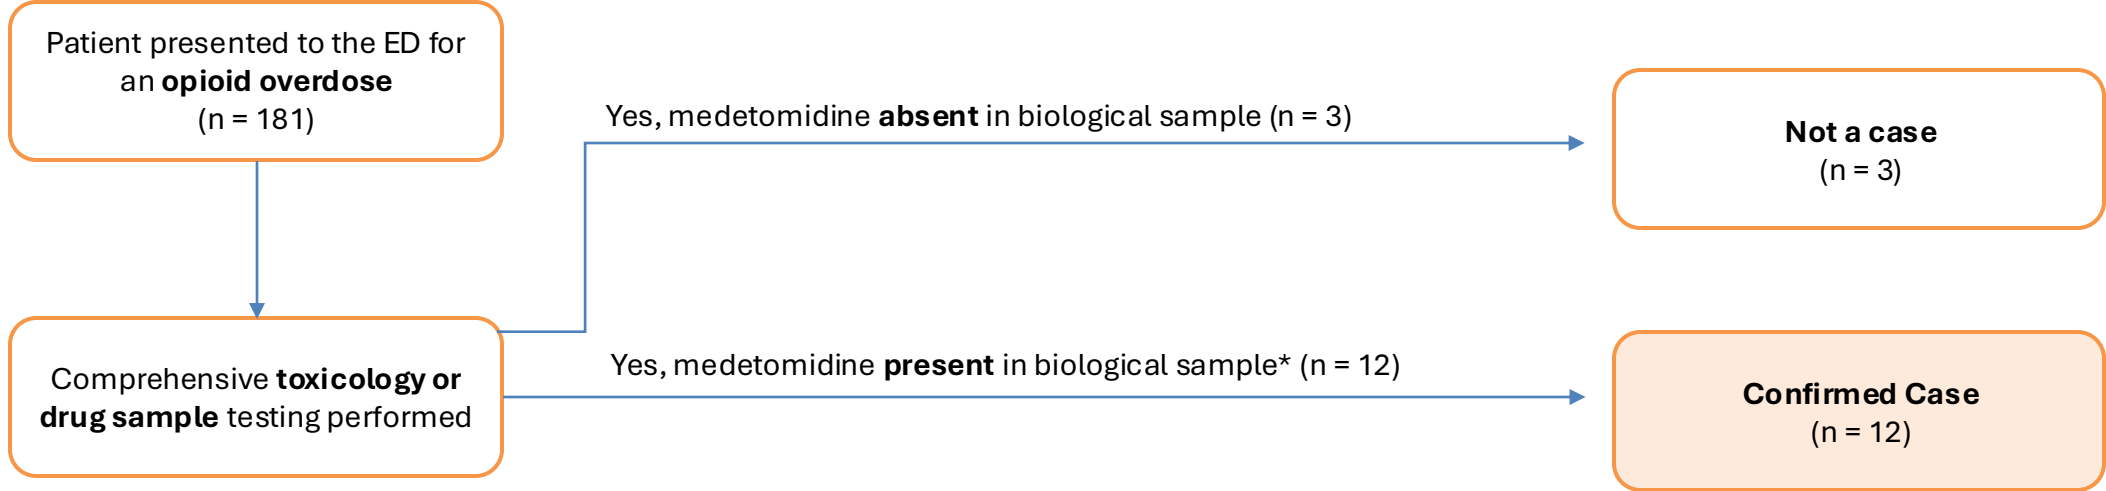 Patient presented to the ED for
an opioid overdose
(n = 181)
Yes, medetomidine absent in biological sample (n = 3)
Not a case
(n = 3)
Comprehensive toxicology or
drug sample testing performed
Yes, medetomidine present in biological sample* (n = 12)
Confirmed Case
(n = 12)